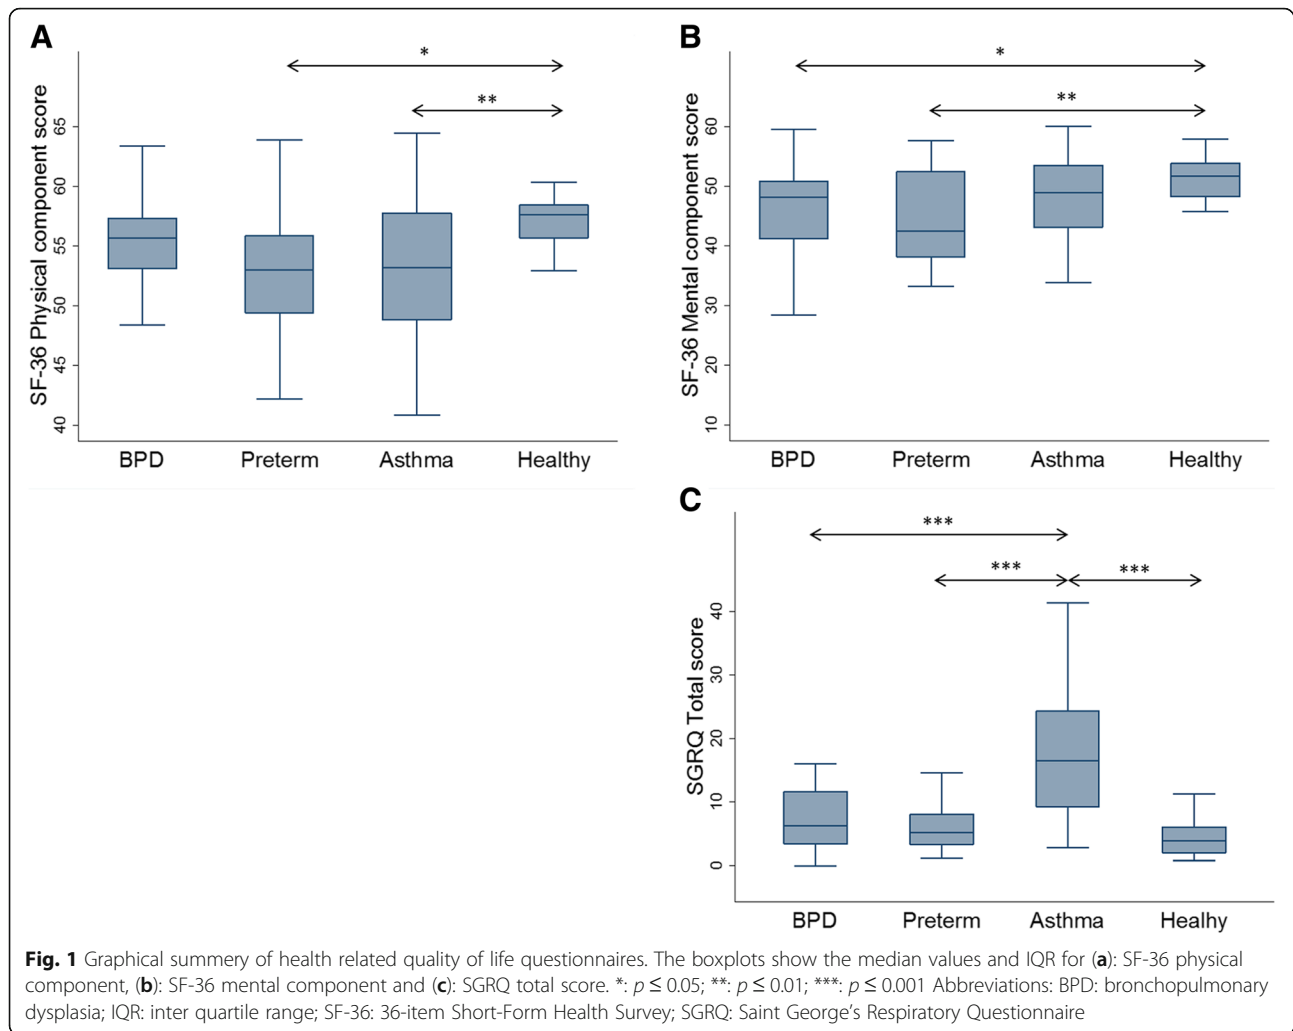 A
*
**
SF-36 Physical component score
65
60
55
50
45
40
BPD Preterm Asthma Healthy
B
*
**
SF-36 Mental component score
60
50
40
30
20
10
BPD Preterm Asthma Healthy
C
***
*** ***
SGRQ Total score
40
30
20
10
0
BPD Preterm Asthma Healhy
Fig. 1 Graphical summery of health related quality of life questionnaires. The boxplots show the median values and IQR for (a): SF-36 physical
component, (b): SF-36 mental component and (c): SGRQ total score. *: p ≤ 0.05; **: p ≤ 0.01; ***: p ≤ 0.001 Abbreviations: BPD: bronchopulmonary
dysplasia; IQR: inter quartile range; SF-36: 36-item Short-Form Health Survey; SGRQ: Saint George's Respiratory Questionnaire